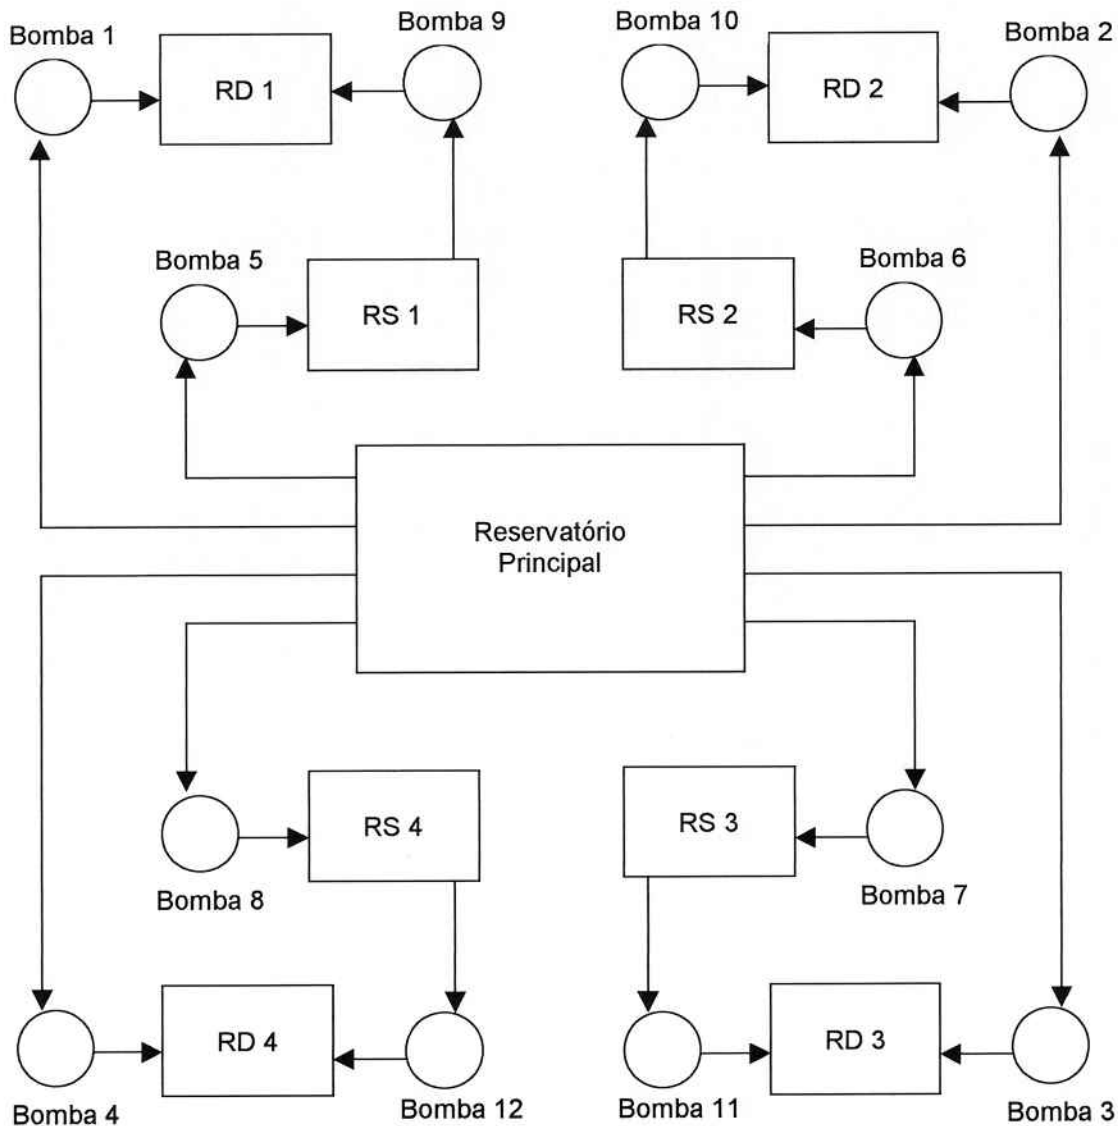 Bomba 1
Bomba 9
Bomba 10
Bomba 2
RD 1
RD 2
Bomba 5
Bomba 6
RS 1
RS 2
Reservatório
Principal
RS 4
RS 3
Bomba 8
Bomba 7
RD 4
RD 3
Bomba 4
Bomba 12
Bomba 11
Bomba 3